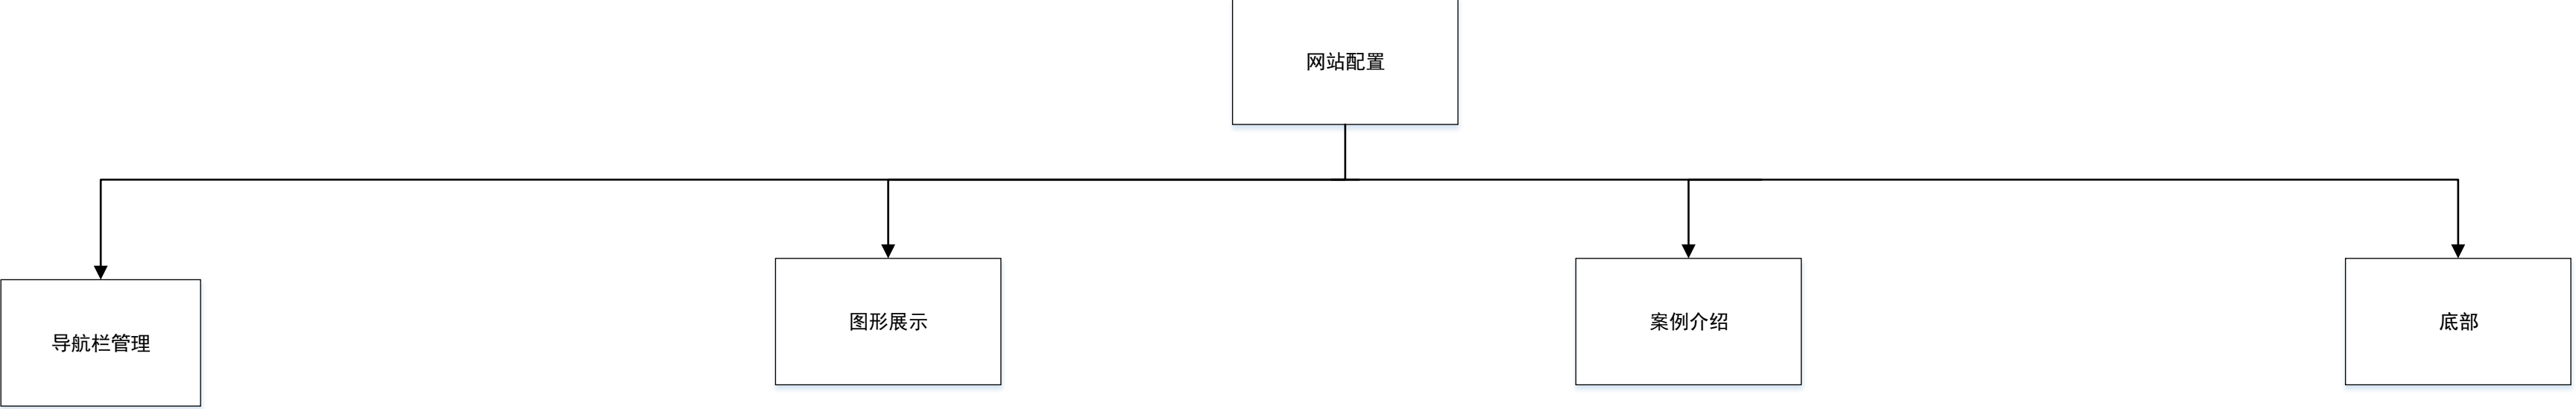 网站配置
导航栏管理
图形展示
案例介绍
底部